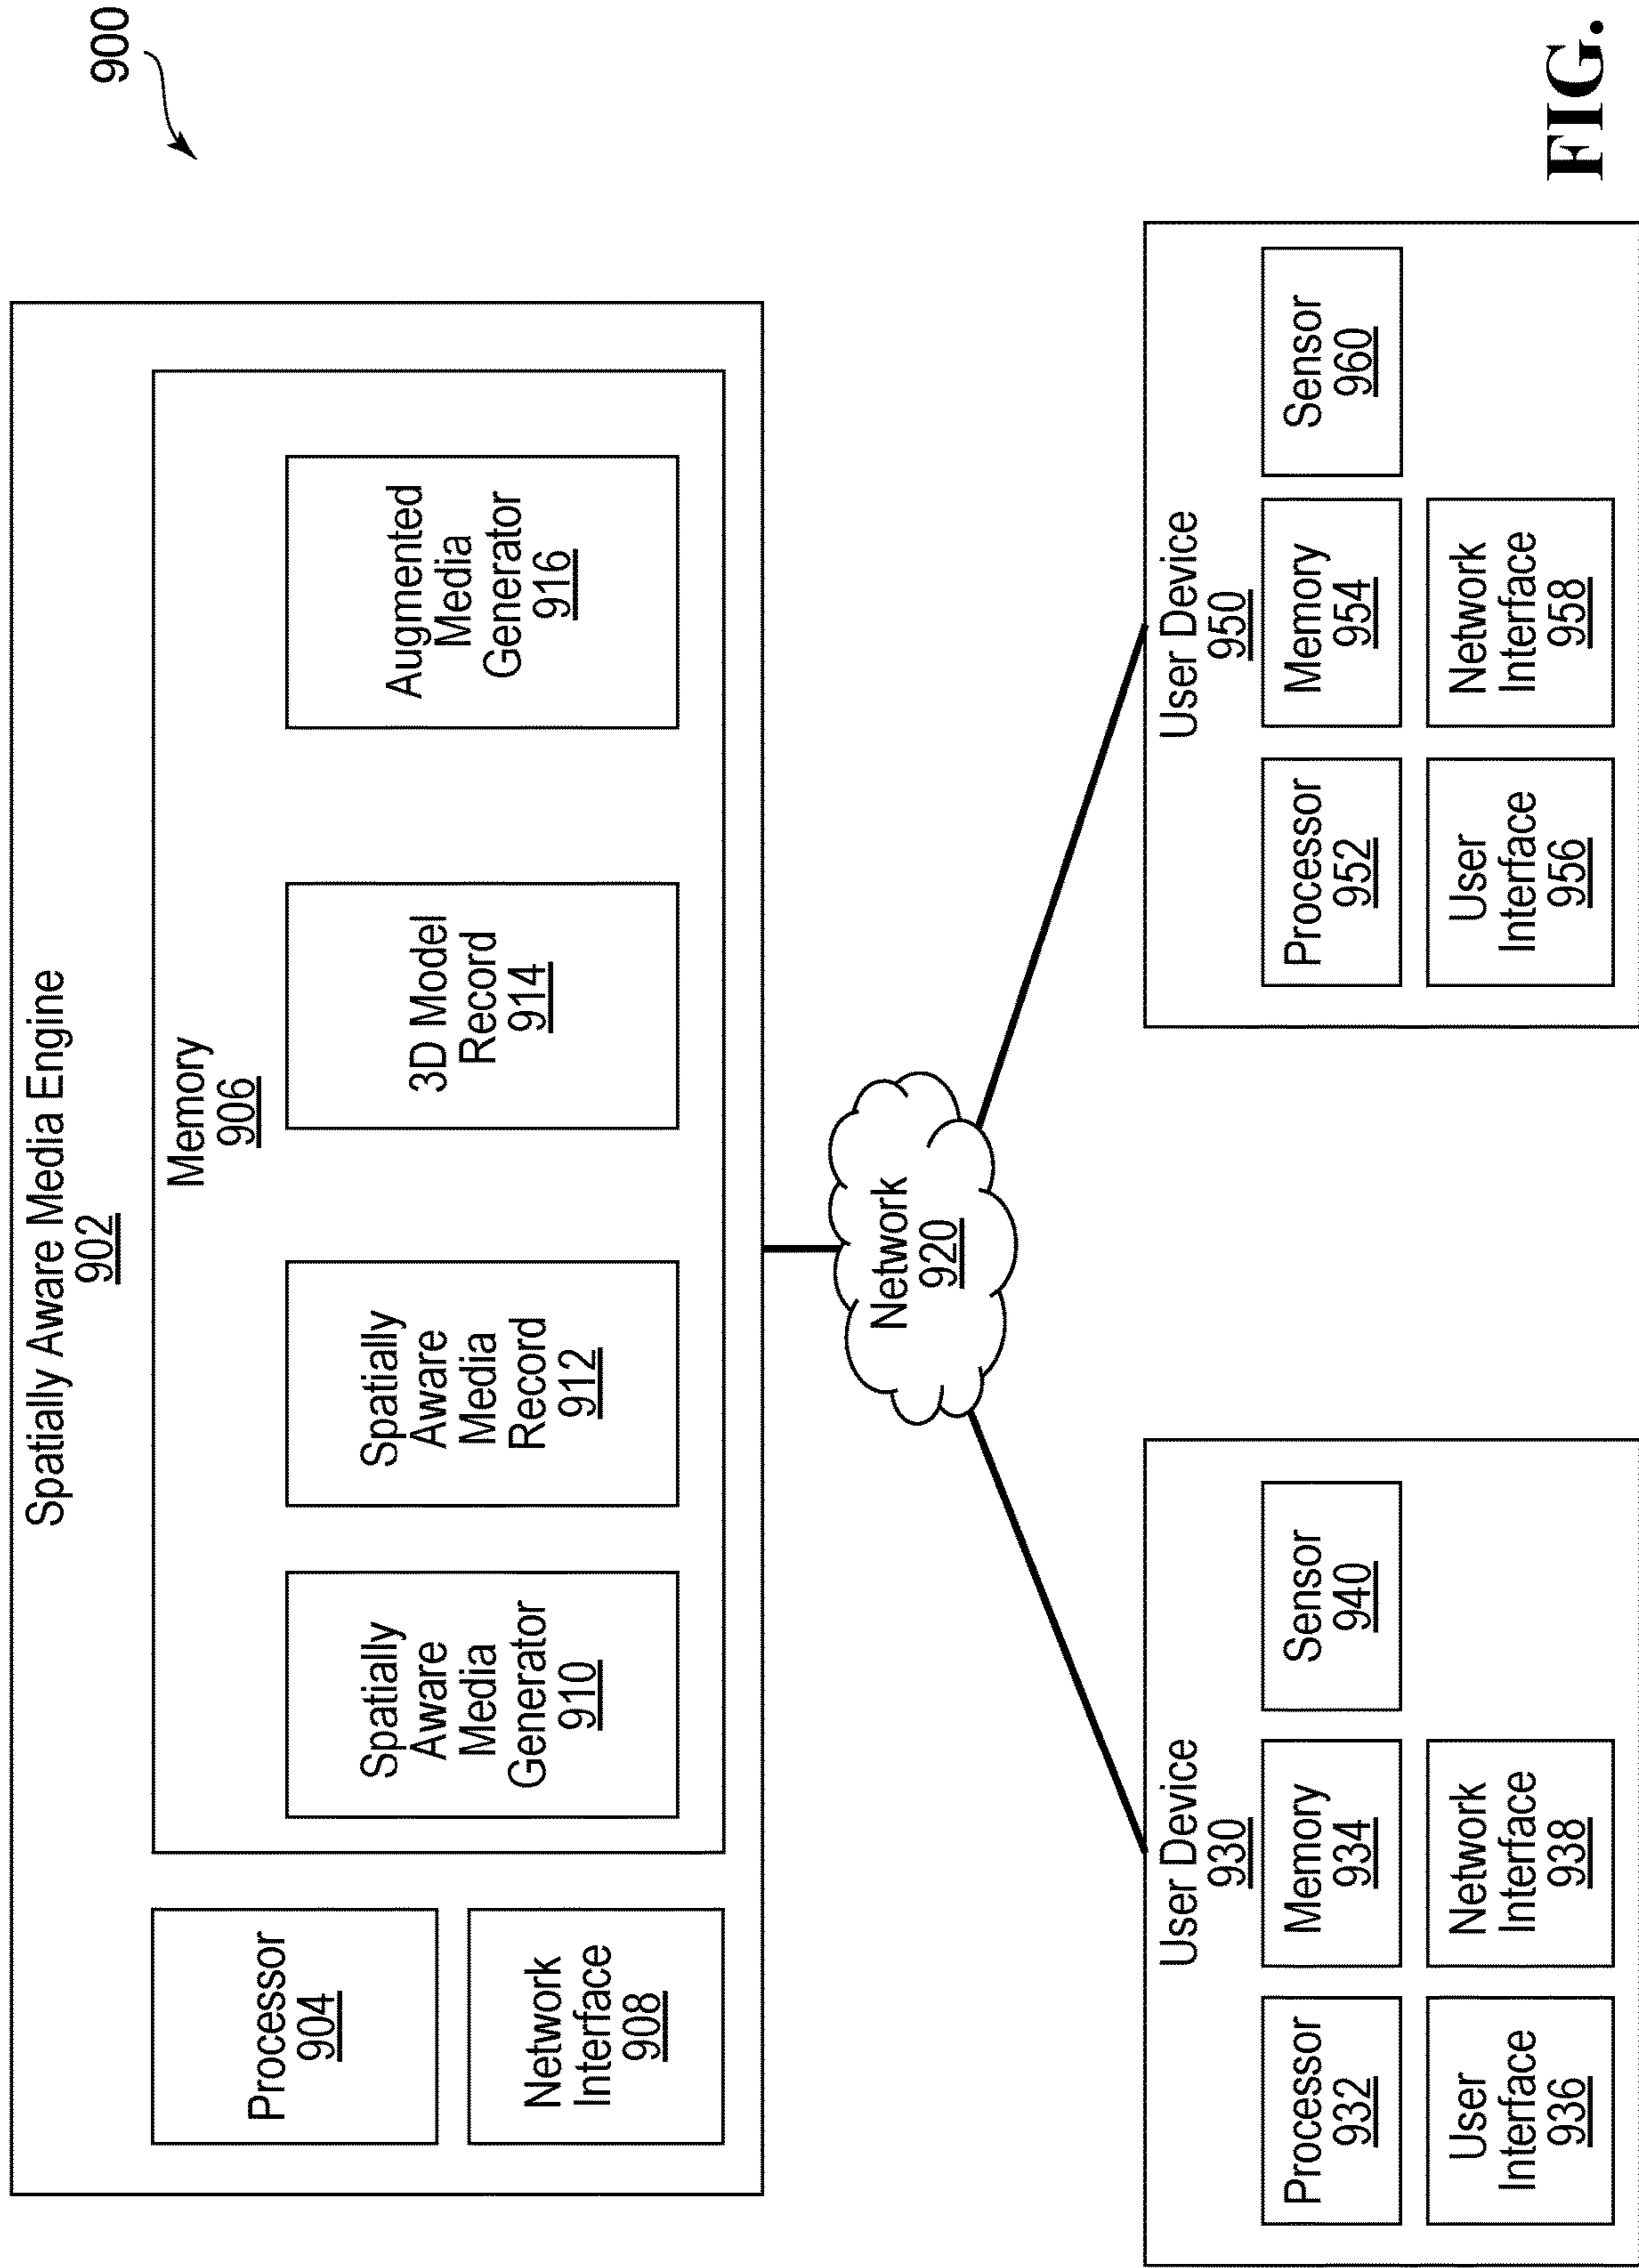 900
Spatially Aware Media Engine
902
Processor
904
Network
Interface
908
Memory
906
Spatially
Aware
Media
Generator
910
Spatially
Aware
Media
Record
912
3D Model
Record
914
Augmented
Media
Generator
916
Network
920
User Device
930
Processor
932
Memory
934
Sensor
940
User
Interface
936
Network
Interface
938
User Device
950
Processor
952
Memory
954
Sensor
960
User
Interface
956
Network
Interface
958
FIG.